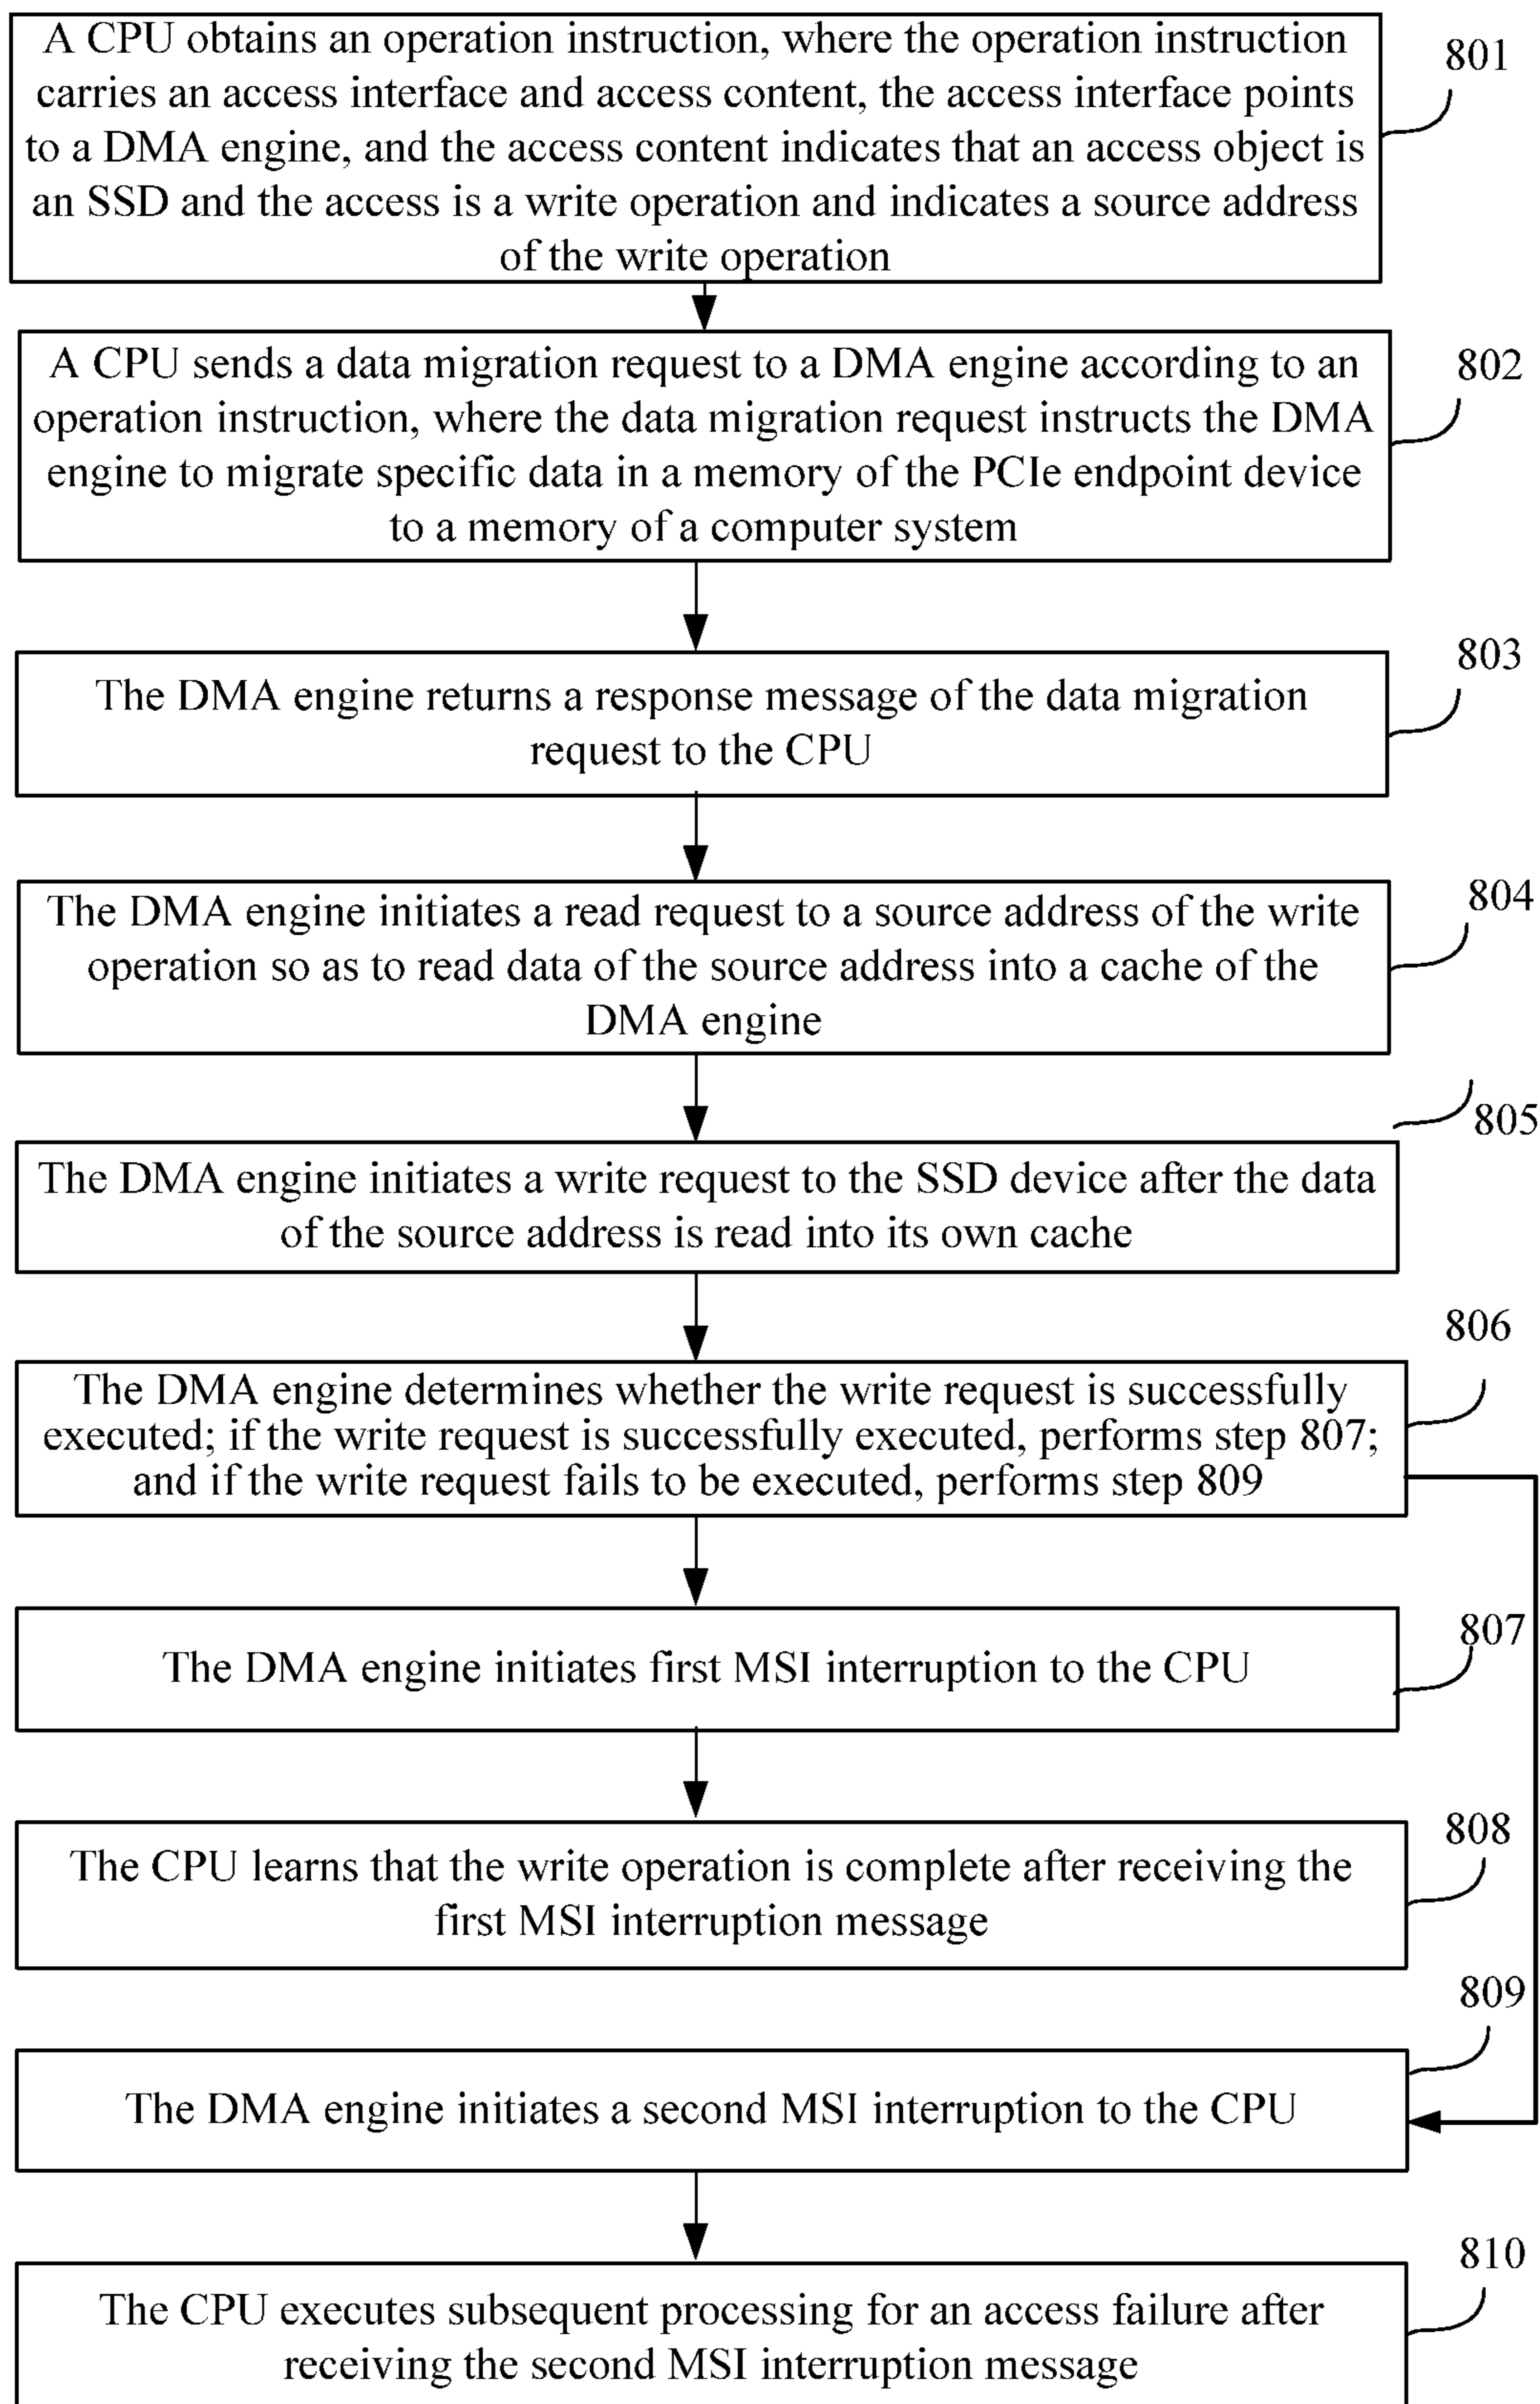 A CPU obtains an operation instruction, where the operation instruction
carries an access interface and access content, the access interface points
to a DMA engine, and the access content indicates that an access object is
an SSD and the access is a write operation and indicates a source address
of the write operation
801
A CPU sends a data migration request to a DMA engine according to an
operation instruction, where the data migration request instructs the DMA
engine to migrate specific data in a memory of the PCIe endpoint device
to a memory of a computer system
802
The DMA engine returns a response message of the data migration
request to the CPU
803
The DMA engine initiates a read request to a source address of the write
operation so as to read data of the source address into a cache of the
DMA engine
804
The DMA engine initiates a write request to the SSD device after the data
of the source address is read into its own cache
805
The DMA engine determines whether the write request is successfully
executed; if the write request is successfully executed, performs step 807;
and if the write request fails to be executed, performs step 809
806
The DMA engine initiates first MSI interruption to the CPU
807
The CPU learns that the write operation is complete after receiving the
first MSI interruption message
808
The DMA engine initiates a second MSI interruption to the CPU
809
The CPU executes subsequent processing for an access failure after
receiving the second MSI interruption message
810